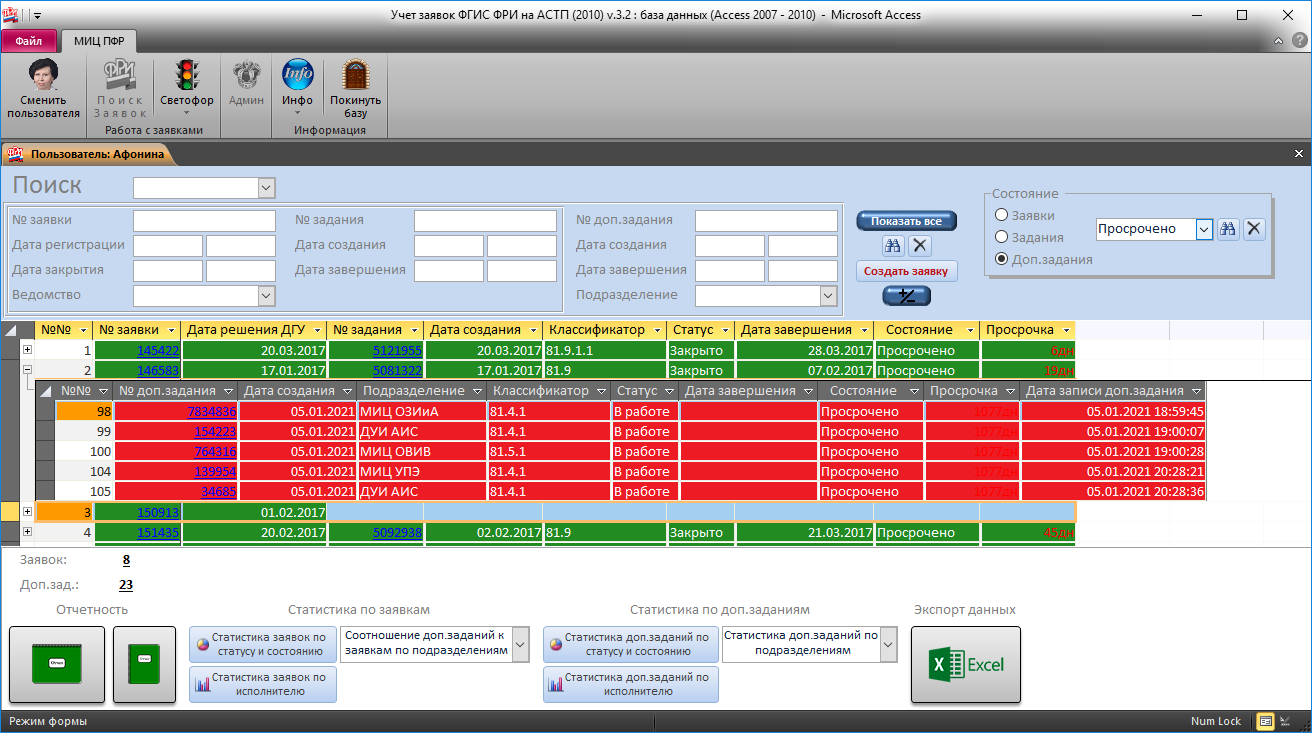 Учет заявок ФГИС ФРИ на АСТП (2010) v.3.2 : база данных (Access 2007 - 2010) - Microsoft Access
Файл МИЦ ПФР
Сменить пользователя
Поиск Заявок
Светофор
Админ
Инфо
Покинуть базу
Работа с заявками
Информация
Пользователь: Афонина
Поиск
№ заявки № задания № доп.задания
Дата регистрации Дата создания Дата создания
Дата закрытия Дата завершения Дата завершения
Ведомство Подразделение
Показать все
Создать заявку
Состояние
Заявки
Задания
Доп.задания
Просрочено
№№ № заявки Дата решения ДГУ № задания Дата создания Классификатор Статус Дата завершения Состояние Просрочка
1 145422 20.03.2017 5121955 20.03.2017 81.9.1.1 Закрыто 28.03.2017 Просрочено 6дн
2 146583 17.01.2017 5081322 17.01.2017 81.9 Закрыто 07.02.2017 Просрочено 19дн
№№ № доп.задания Дата создания Подразделение Классификатор Статус Дата завершения Состояние Просрочка Дата записи доп.задания
98 7834836 05.01.2021 МИЦ ОЗИиА 81.4.1 В работе Просрочено 1077дн 05.01.2021 18:59:45
99 154223 05.01.2021 ДУИ АИС 81.4.1 В работе Просрочено 1077дн 05.01.2021 19:00:07
100 764316 05.01.2021 МИЦ ОВИВ 81.5.1 В работе Просрочено 1077дн 05.01.2021 19:00:28
104 139954 05.01.2021 МИЦ УПЭ 81.4.1 В работе Просрочено 1077дн 05.01.2021 20:28:21
105 34685 05.01.2021 ДУИ АИС 81.4.1 В работе Просрочено 1077дн 05.01.2021 20:28:36
3 150913 01.02.2017
4 151435 20.02.2017 5092938 02.02.2017 81.9 Закрыто 21.03.2017 Просрочено 45дн
Заявок: 8
Доп.зад.: 23
Отчетность Статистика по заявкам Статистика по доп.заданиям Экспорт данных
Статистика заявок по статусу и состоянию
Соотношение доп.заданий к заявкам по подразделениям
Статистика доп.заданий по статусу и состоянию
Статистика доп.заданий по подразделениям
Excel
Статистика заявок по исполнителю
Статистика доп.заданий по исполнителю
Режим формы Num Lock